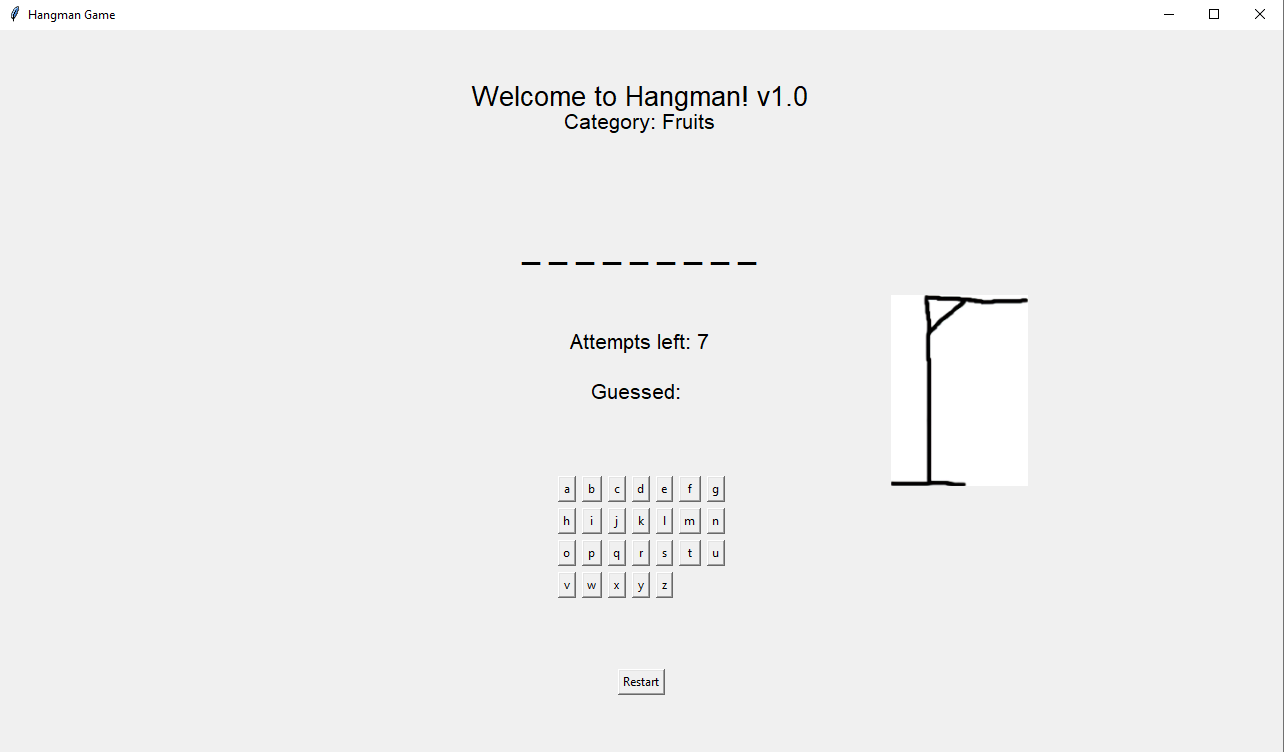 Hangman Game
Welcome to Hangman! v1.0
Category: Fruits
_ _ _ _ _ _ _ _ _
Attempts left: 7
Guessed:
a b c d e f g
h i j k l m n
o p q r s t u
v w x y z
Restart